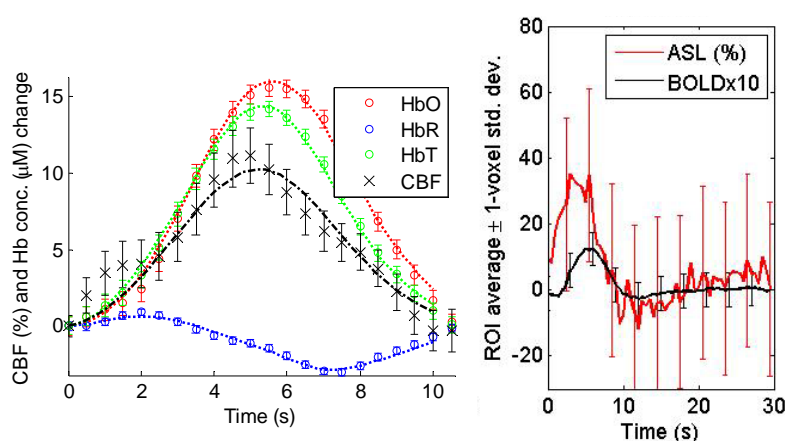 CBF (%) and Hb conc. (μM) change
15
10
5
0
HbO
HbR
HbT
CBF
0
2
4
6
8
10
Time (s)
ROI average ± 1-voxel std. dev.
80
60
40
20
0
-20
ASL (%)
BOLDx10
0
10
20
30
Time (s)